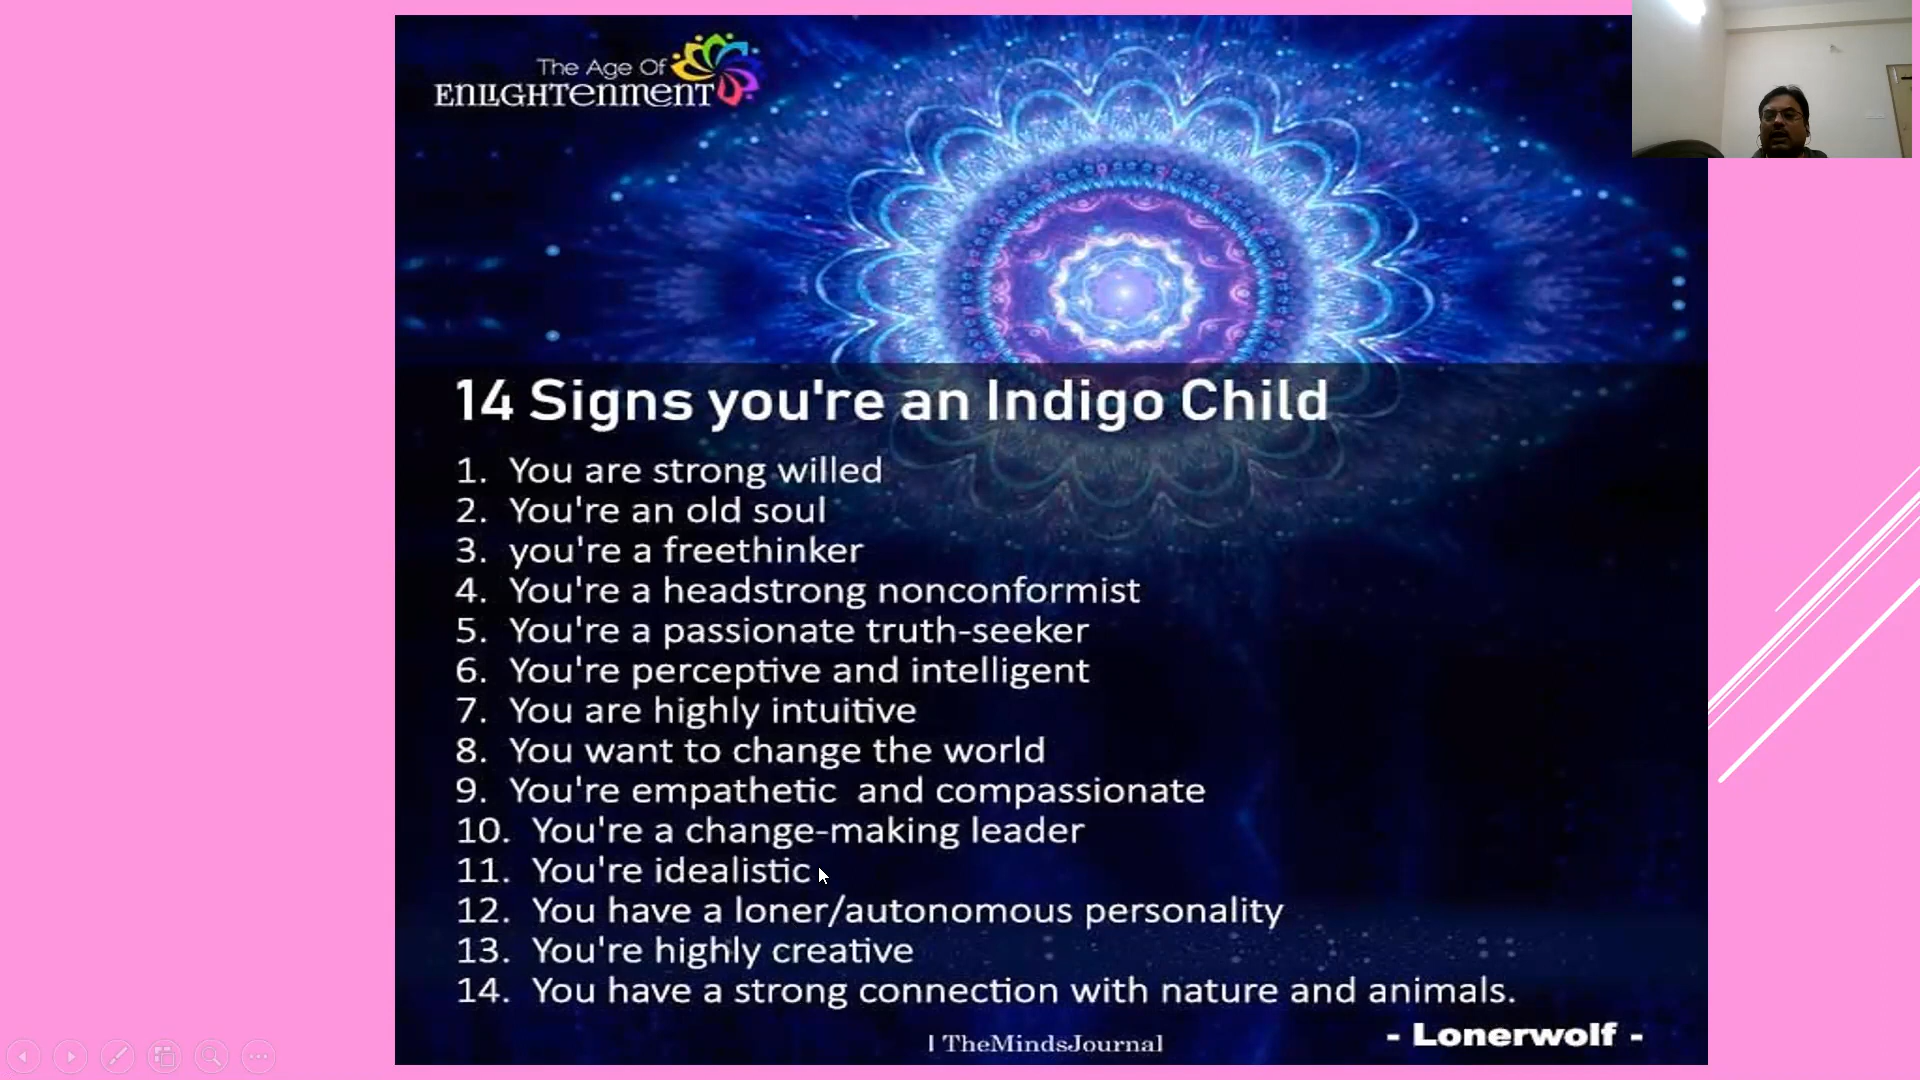 The Age Of
ENLIGHTENMENT
14 Signs you're an Indigo Child
1. You are strong willed
2. You're an old soul
3. you're a freethinker
4. You're a headstrong nonconformist
5. You're a passionate truth-seeker
6. You're perceptive and intelligent
7. You are highly intuitive
8. You want to change the world
9. You're empathetic and compassionate
10. You're a change-making leader
11. You're idealistic
12. You have a loner/autonomous personality
13. You're highly creative
14. You have a strong connection with nature and animals.
- Lonerwolf -
| TheMindsJournal